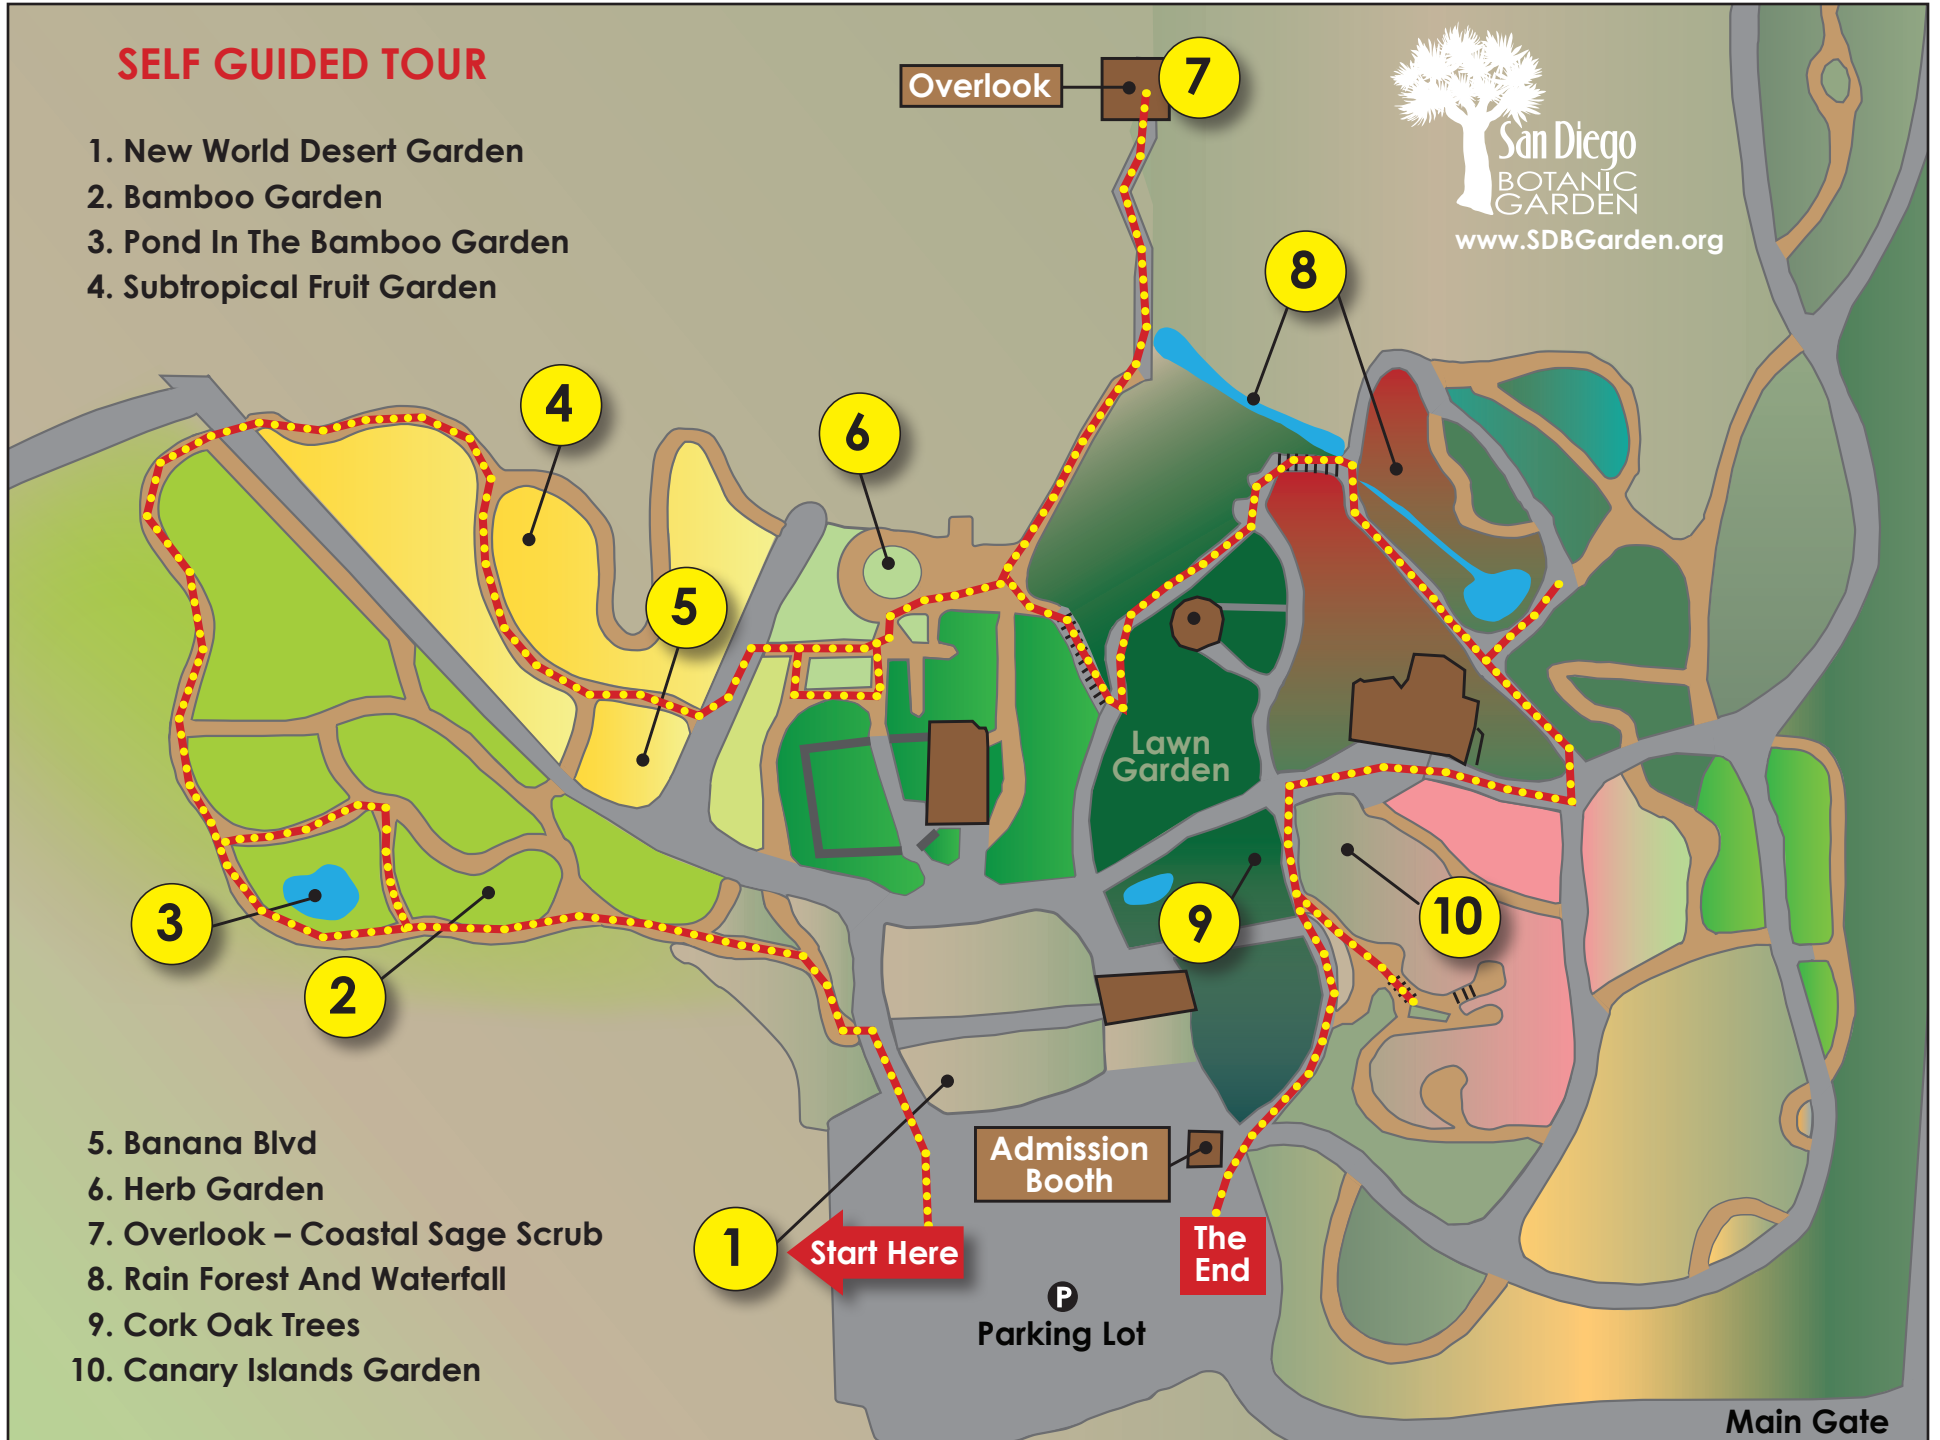 SELF GUIDED TOUR
1. New World Desert Garden
2. Bamboo Garden
3. Pond In The Bamboo Garden
4. Subtropical Fruit Garden
Overlook
7
San Diego
BOTANIC
GARDEN
www.SDBGarden.org
8
4
6
5
Lawn
Garden
3
2
9
10
5. Banana Blvd
6. Herb Garden
7. Overlook – Coastal Sage Scrub
8. Rain Forest And Waterfall
9. Cork Oak Trees
10. Canary Islands Garden
Admission
Booth
1
Start Here
The
End
P
Parking Lot
Main Gate